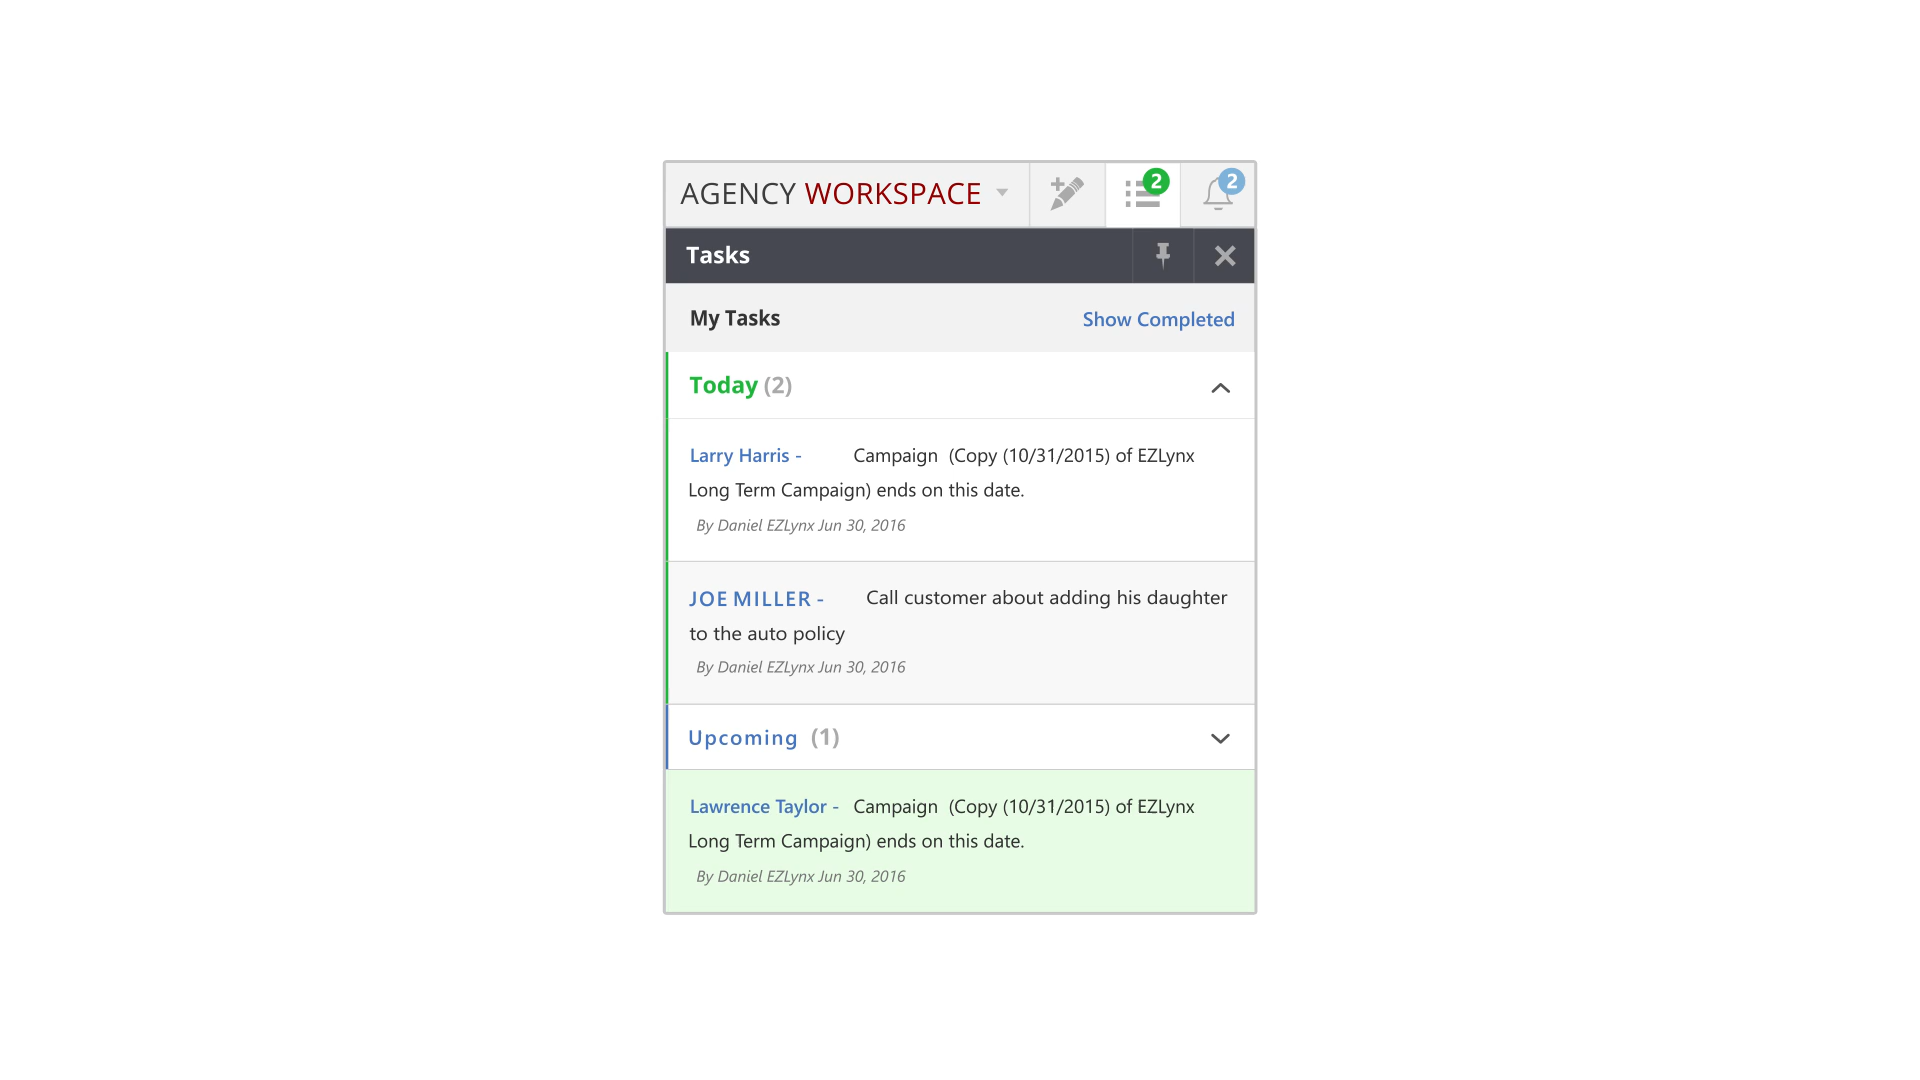 AGENCY WORKSPACE
2
2
Tasks
My Tasks
Show Completed
Today (2)
Larry Harris - Campaign (Copy (10/31/2015) of EZLynx
Long Term Campaign) ends on this date.
By Daniel EZLynx Jun 30, 2016
JOE MILLER - Call customer about adding his daughter
to the auto policy
By Daniel EZLynx Jun 30, 2016
Upcoming (1)
Lawrence Taylor - Campaign (Copy (10/31/2015) of EZLynx
Long Term Campaign) ends on this date.
By Daniel EZLynx Jun 30, 2016